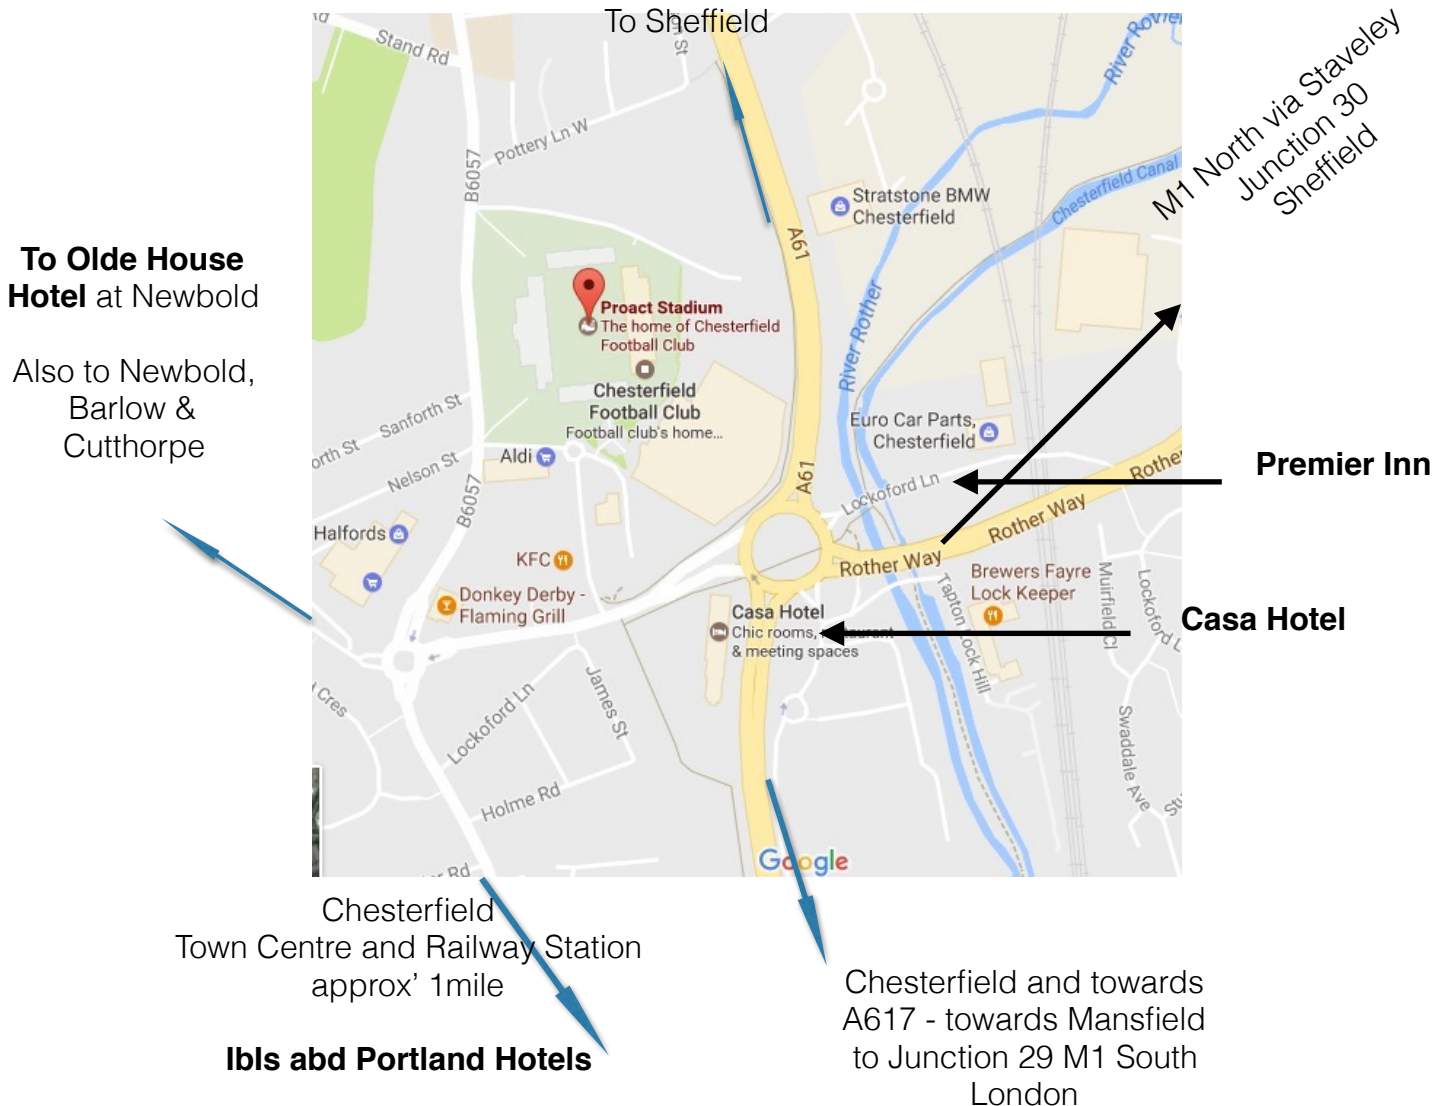 To Sheffield
Stand Rd
Pottery Ln W
B6057
River Rother
M1 North via Staveley
Junction 30
Sheffield
Chesterfield Canal
Stratstone BMW
Chesterfield
A61
To Olde House
Hotel at Newbold
Also to Newbold,
Barlow &
Cutthorpe
Proact Stadium
The home of Chesterfield
Football Club
Chesterfield
Football Club
Football club's home...
River Rother
Euro Car Parts,
Chesterfield
Sanforth St
orth St
Nelson St
Aldi
B6057
A61
Lockoford Ln
Premier Inn
Rother
Rother Way
Rother Way
Halfords
KFC
Donkey Derby -
Flaming Grill
Brewers Fayre
Lock Keeper
Muirfield Cl
Lockoford L
Tapton Lock Hill
Casa Hotel
Chic rooms,
& meeting spaces
Casa Hotel
Cres
Lockoford Ln
James St
Holme Rd
Swaddale Ave
Rd
Google
Chesterfield
Town Centre and Railway Station
approx’ 1mile
Ibls abd Portland Hotels
Chesterfield and towards
A617 - towards Mansfield
to Junction 29 M1 South
London